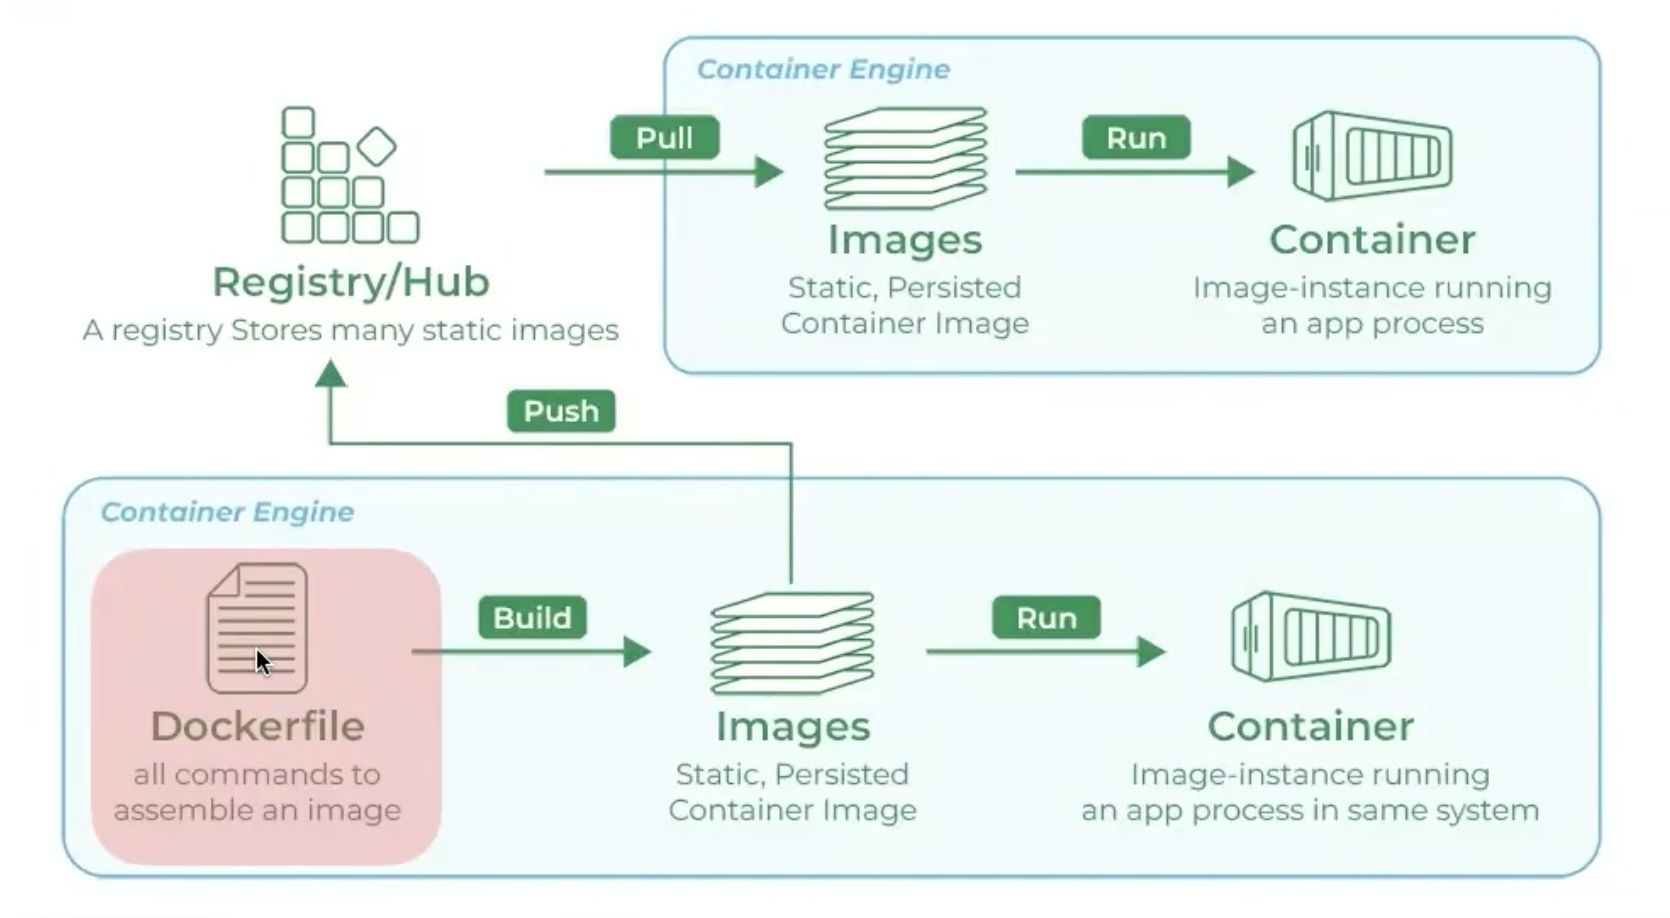 Container Engine
Pull
Run
Images
Static, Persisted
Container Image
Container
Image-instance running
an app process
Registry/Hub
A registry Stores many static images
Push
Container Engine
Build
Run
Dockerfile
all commands to
assemble an image
Images
Static, Persisted
Container Image
Container
Image-instance running
an app process in same system